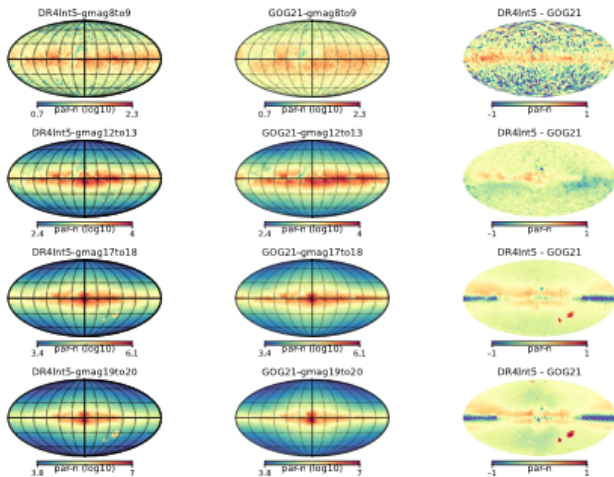 DR4Int5-gmag8to9 GOG21-gmag8to9 DR4Int5 - GOG21
0.7 par-n (log10) 2.3 0.7 par-n (log10) 2.3 -1 par-n 1
DR4Int5-gmag12to13 GOG21-gmag12to13 DR4Int5 - GOG21
2.4 par-n (log10) 4 2.4 par-n (log10) 4 -1 par-n 1
DR4Int5-gmag17to18 GOG21-gmag17to18 DR4Int5 - GOG21
3.4 par-n (log10) 6.1 3.4 par-n (log10) 6.1 -1 par-n 1
DR4Int5-gmag19to20 GOG21-gmag19to20 DR4Int5 - GOG21
3.8 par-n (log10) 7 3.8 par-n (log10) 7 -1 par-n 1